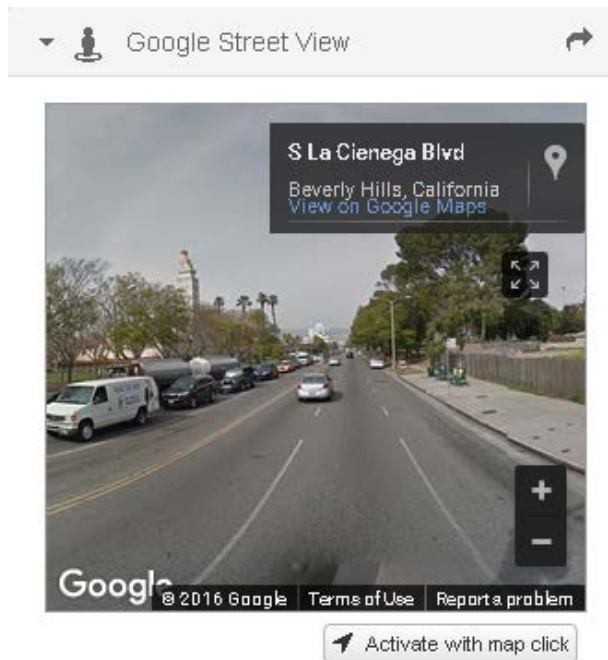 Google Street View
S La Cienega Blvd
Beverly Hills, California
View on Google Maps
+
−
Google
© 2016 Google Terms of Use Report a problem
Activate with map click